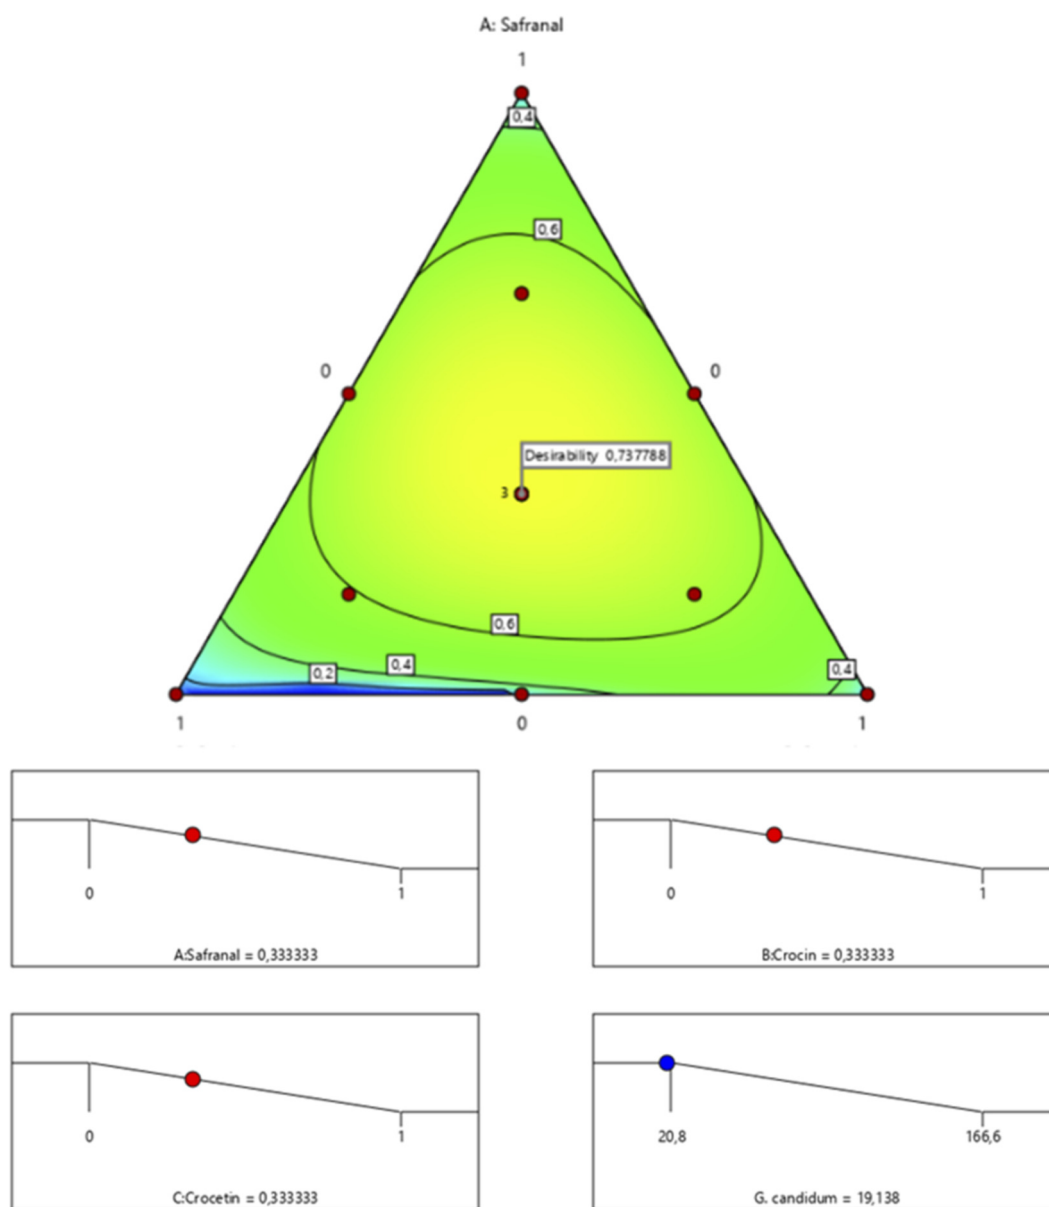 A: Safranal
1
0,4
0,6
0 0
Desirability 0,737788
3
0,6
0,2 0,4 0,4
1 0 1
0 1
A:Safranal = 0,333333
0 1
B:Crocin = 0,333333
0 1
C:Crocetin = 0,333333
20,8 166,6
G. candidum = 19,138